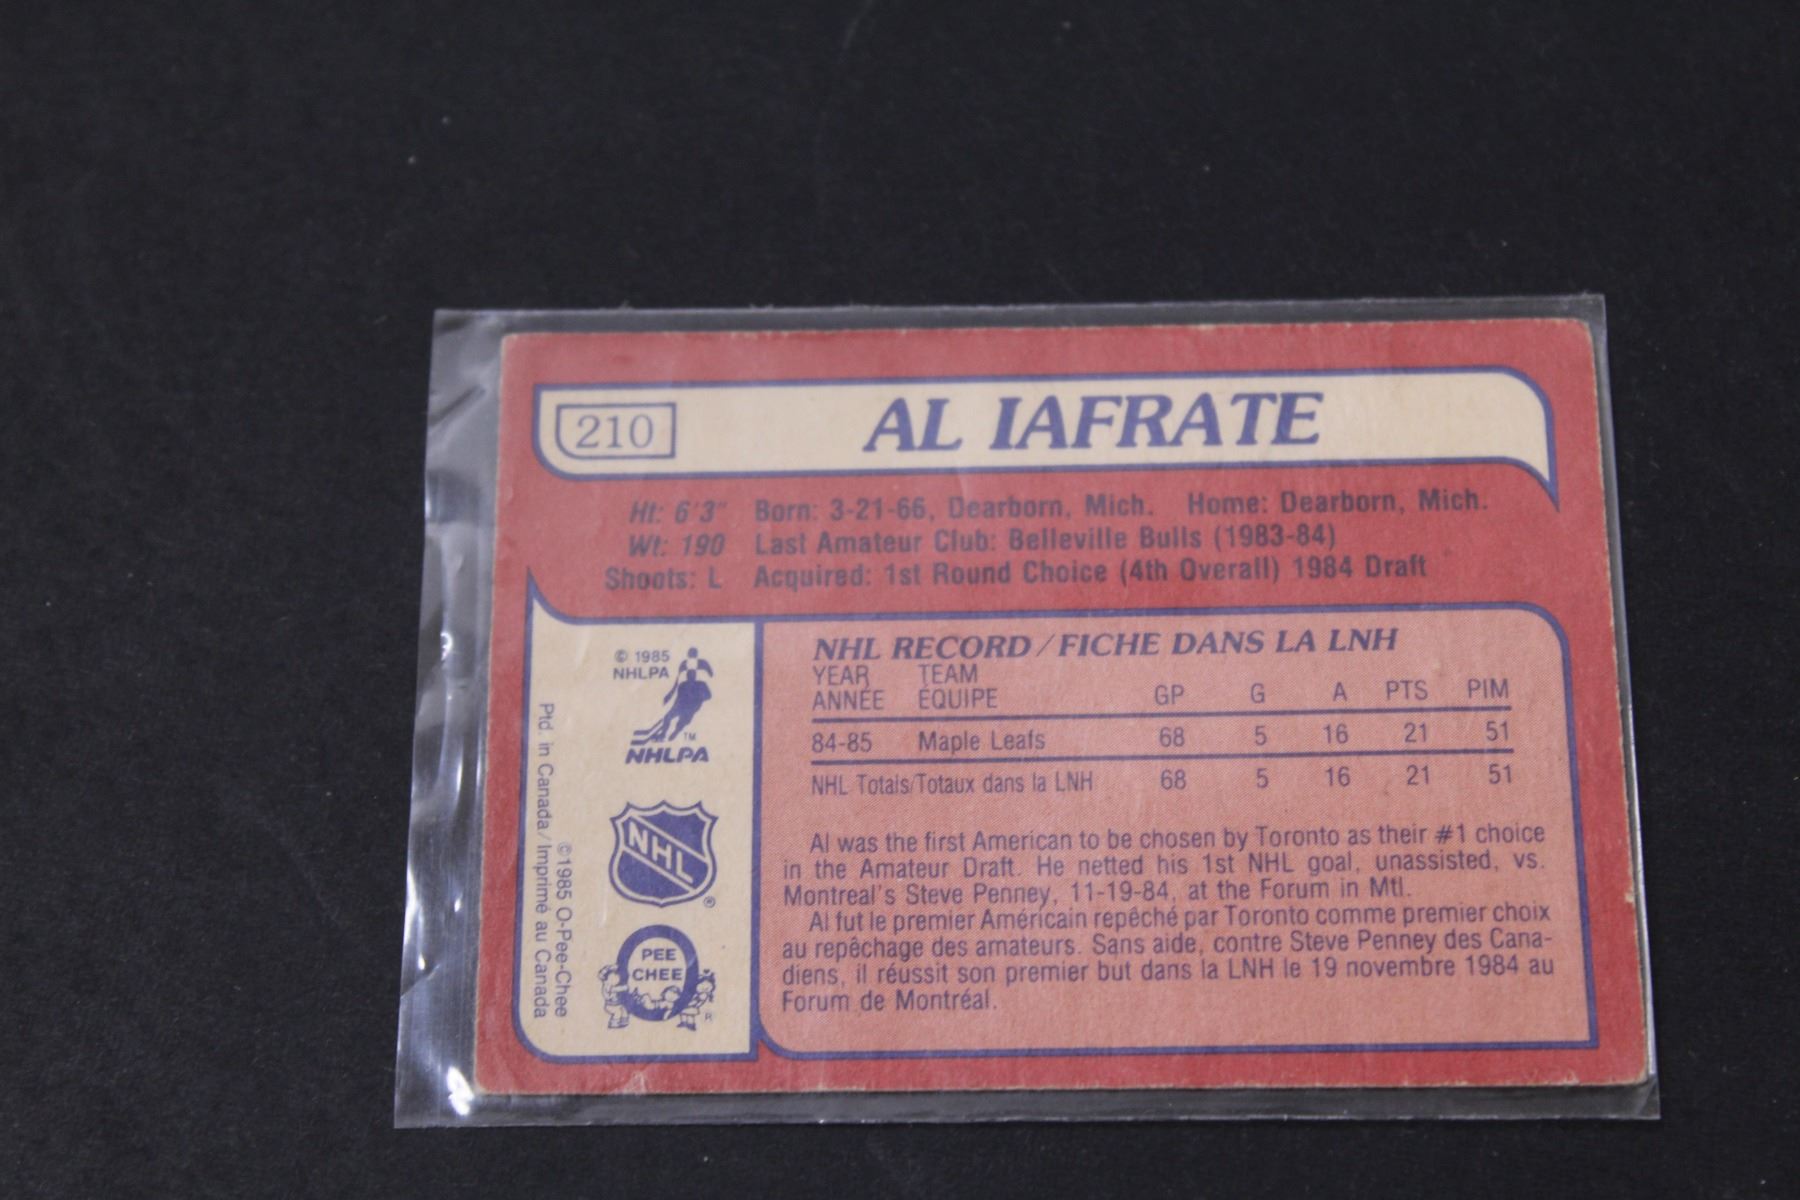 210
AL IAFRATE
Ht: 6'3" Born: 3-21-66, Dearborn, Mich. Home: Dearborn, Mich.
Wt: 190 Last Amateur Club: Belleville Bulls (1983-84)
Shoots: L Acquired: 1st Round Choice (4th Overall) 1984 Draft
© 1985
NHLPA
TM
NHLPA
NHL
®
PEE
CHEE
R
©1985 O-Pee-Chee
Ptd. in Canada/Imprimé au Canada
NHL RECORD/FICHE DANS LA LNH
YEAR TEAM
ANNÉE ÉQUIPE GP G A PTS PIM
84-85 Maple Leafs 68 5 16 21 51
NHL Totals/Totaux dans la LNH 68 5 16 21 51
Al was the first American to be chosen by Toronto as their #1 choice
in the Amateur Draft. He netted his 1st NHL goal, unassisted, vs.
Montreal's Steve Penney, 11-19-84, at the Forum in Mtl.
Al fut le premier Américain repêché par Toronto comme premier choix
au repêchage des amateurs. Sans aide, contre Steve Penney des Cana-
diens, il réussit son premier but dans la LNH le 19 novembre 1984 au
Forum de Montréal.